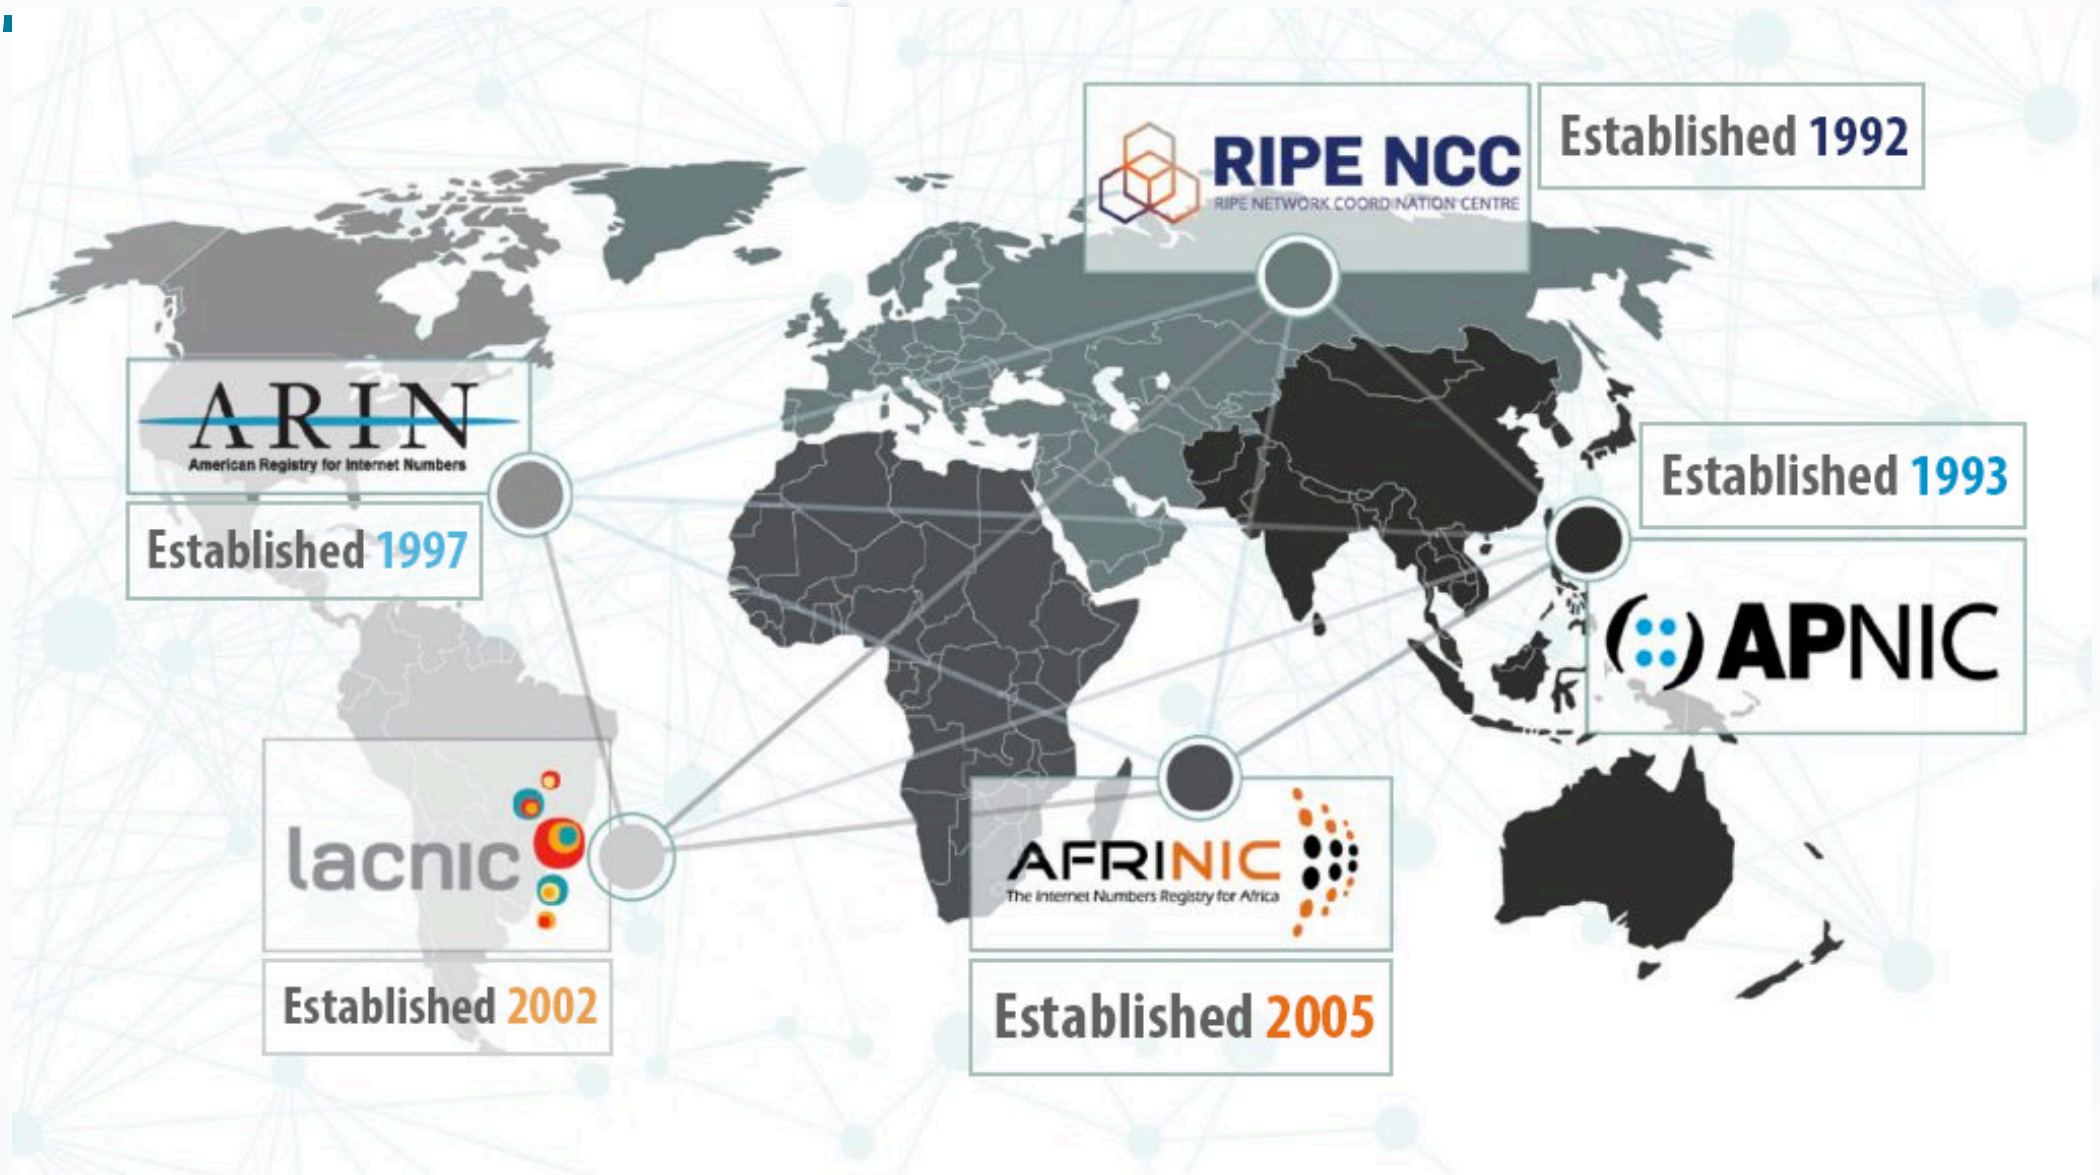 RIPE NCC
RIPE NETWORK COORDINATION CENTRE
Established 1992
ARIN
American Registry for Internet Numbers
Established 1997
Established 1993
APNIC
lacnic
Established 2002
AFRINIC
The Internet Numbers Registry for Africa
Established 2005